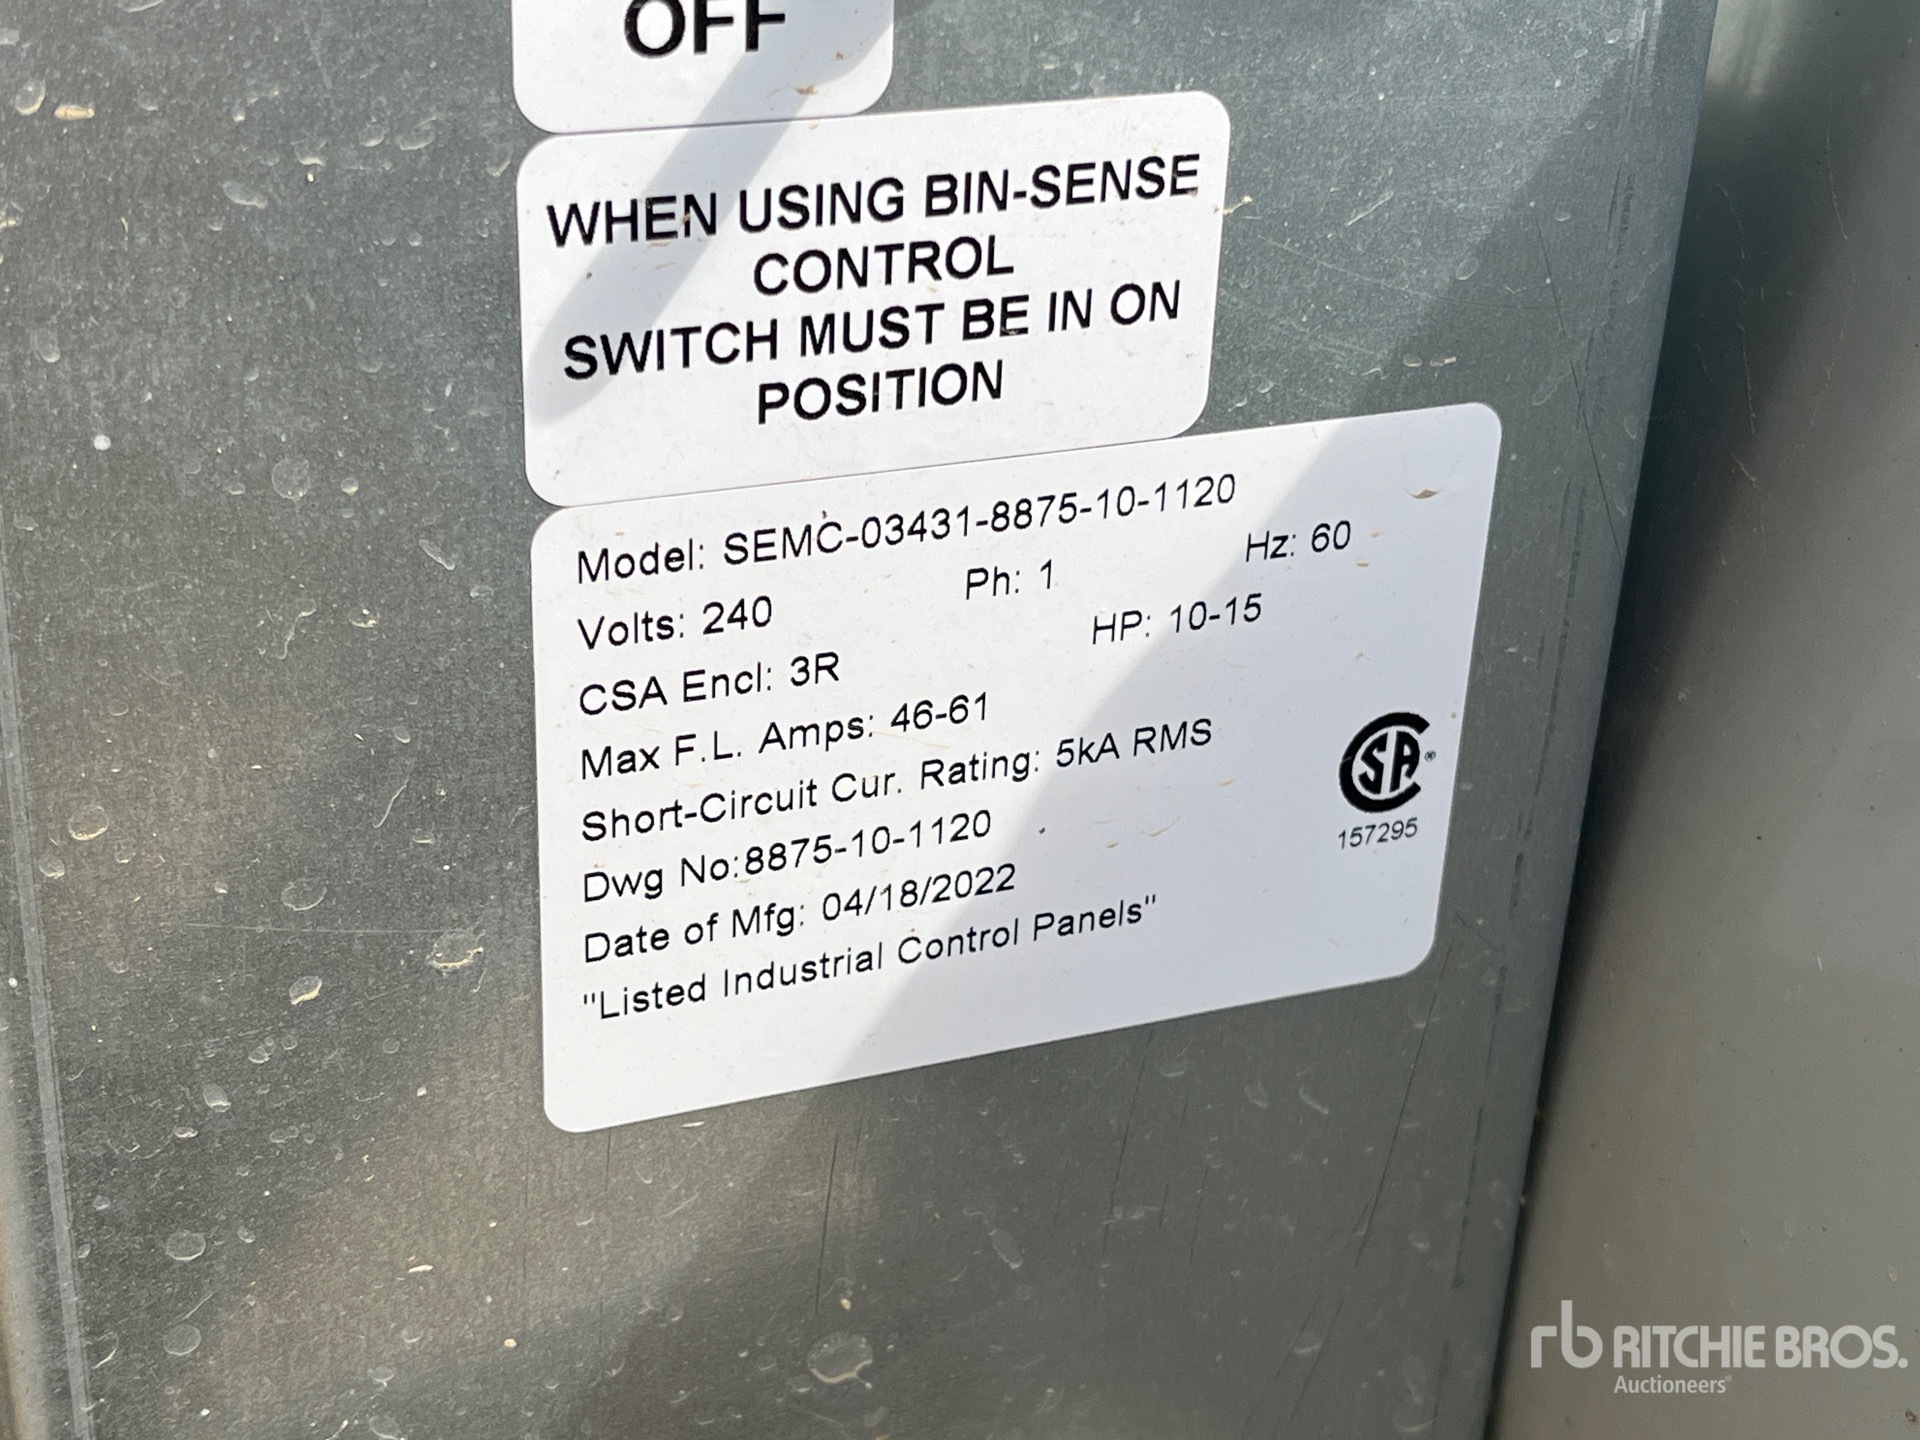 OFF
WHEN USING BIN-SENSE
CONTROL
SWITCH MUST BE IN ON
POSITION
Model: SEMC-03431-8875-10-1120
Volts: 240 Ph: 1 Hz: 60
CSA Encl: 3R HP: 10-15
Max F.L. Amps: 46-61
Short-Circuit Cur. Rating: 5kA RMS
Dwg No:8875-10-1120
Date of Mfg: 04/18/2022
"Listed Industrial Control Panels"
CSA®
157295
rb RITCHIE BROS.
Auctioneers®